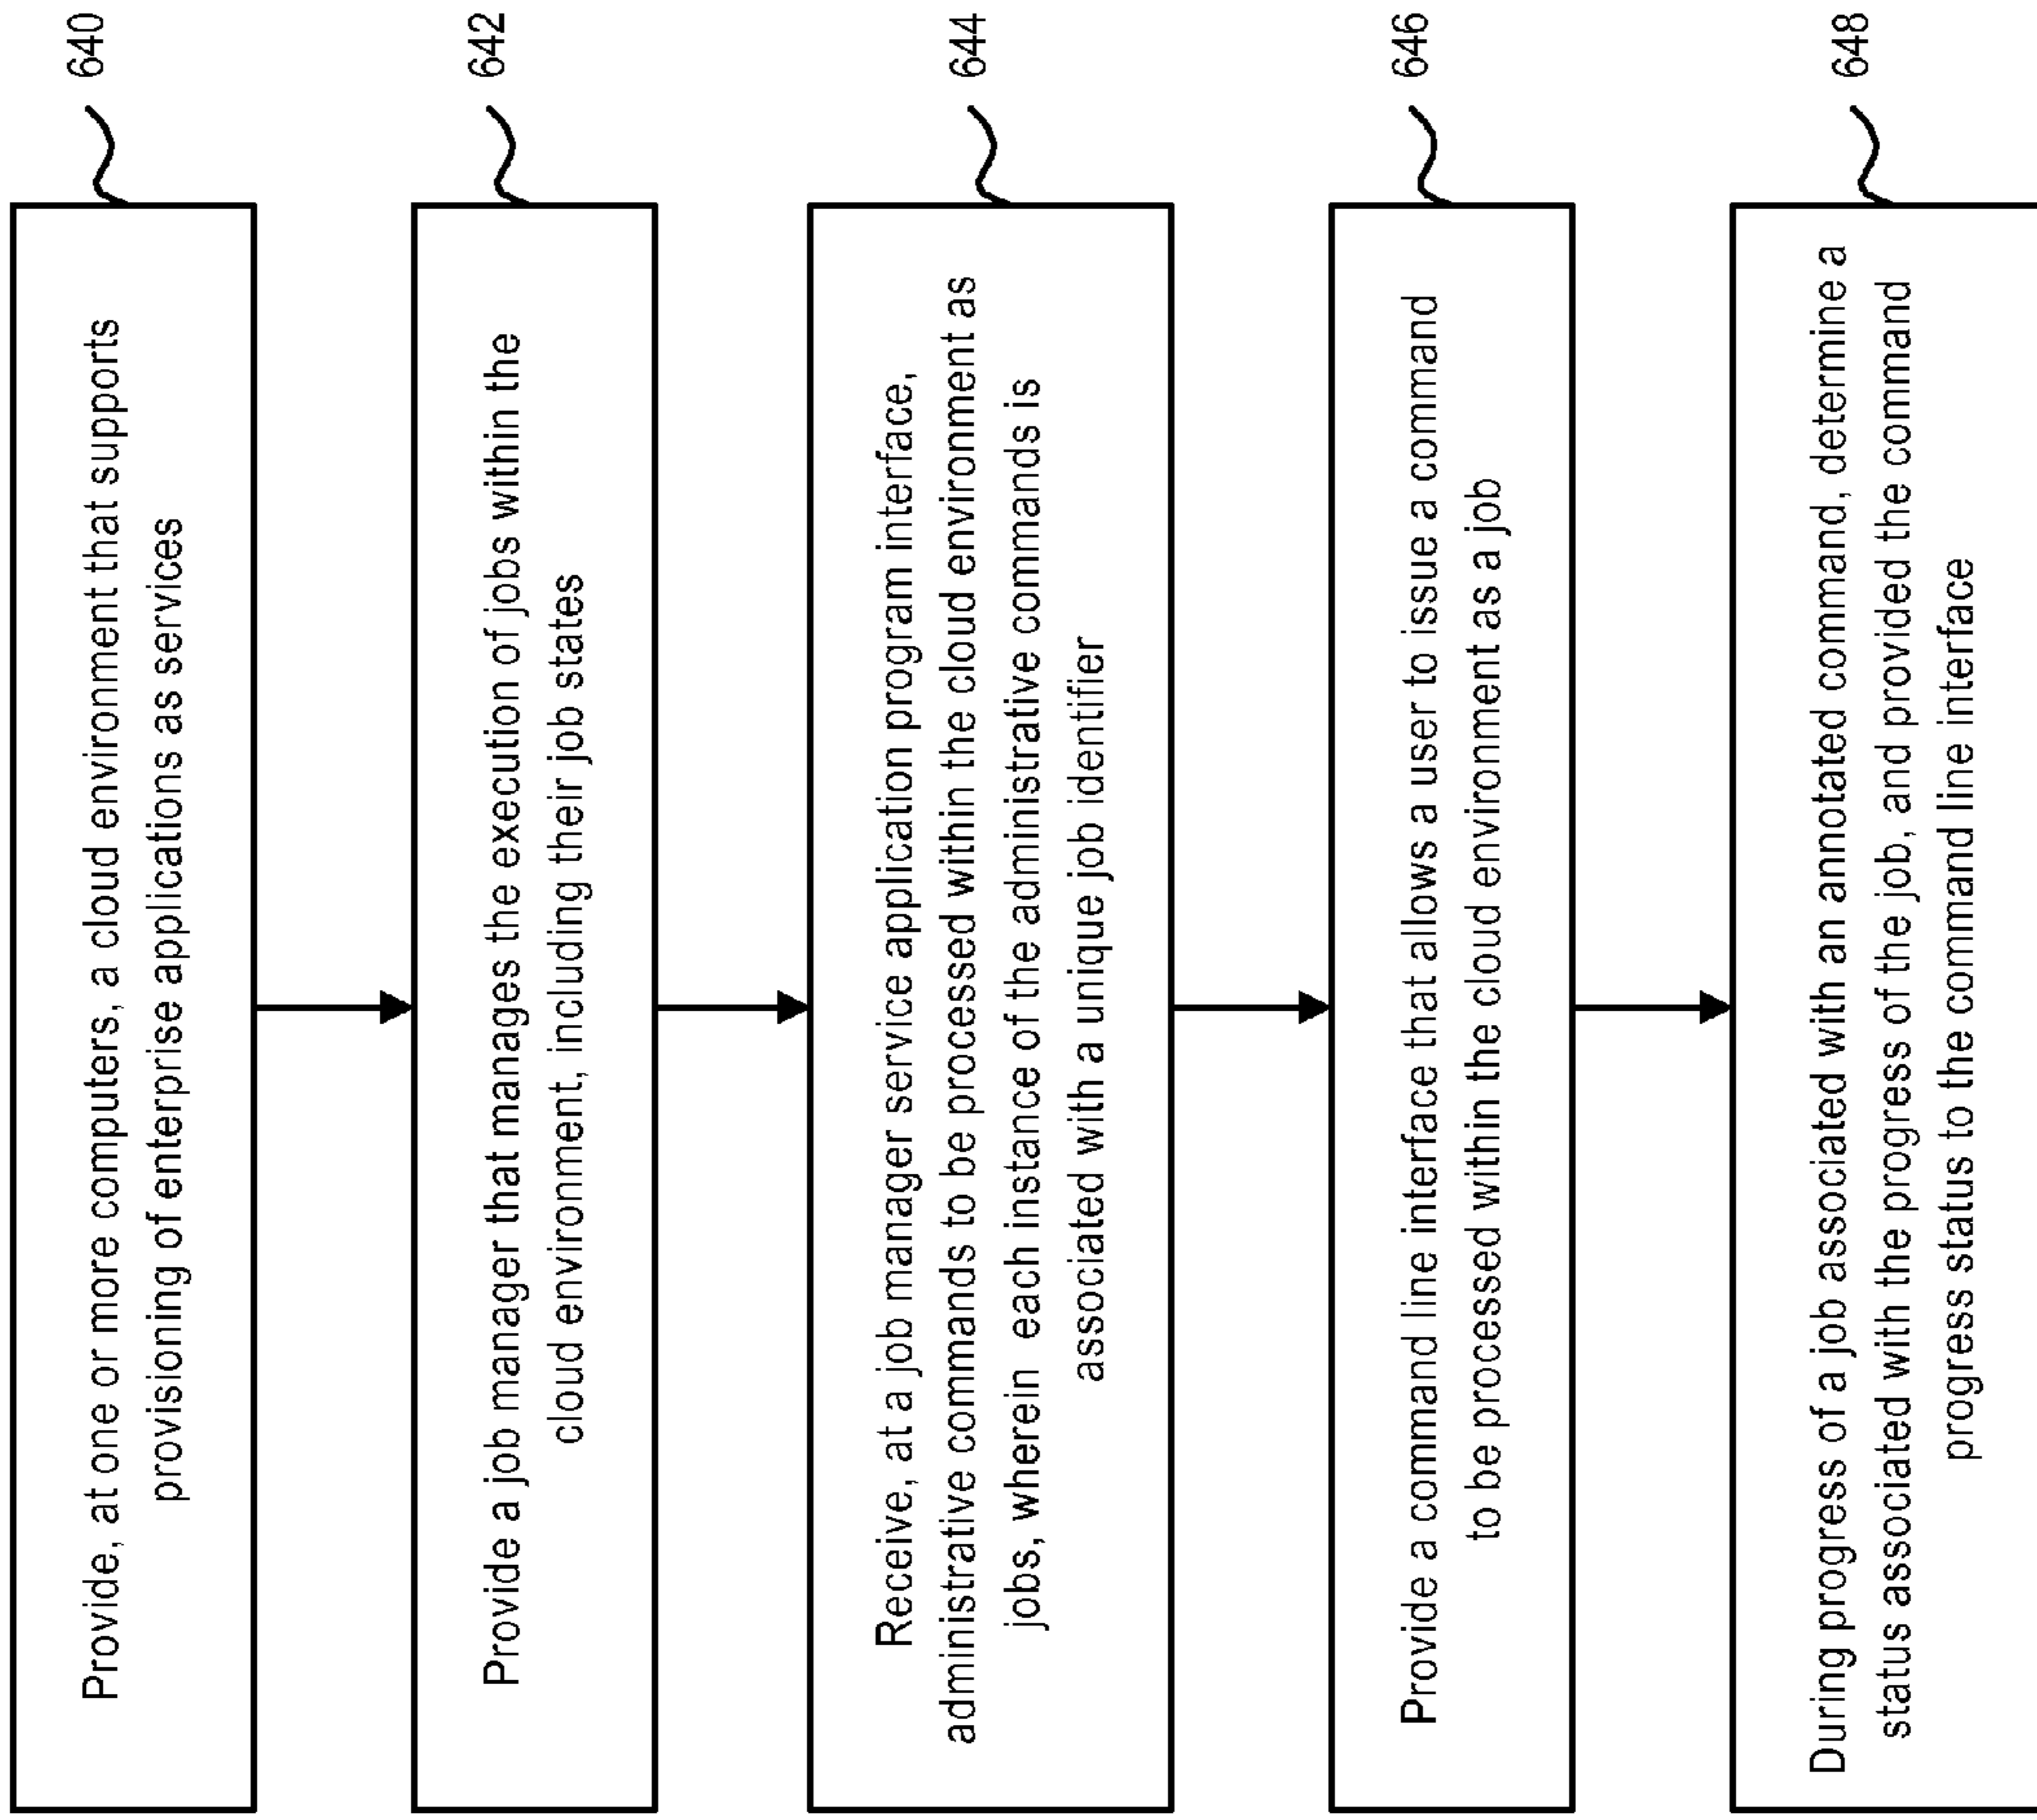 Provide, at one or more computers, a cloud environment that supports
provisioning of enterprise applications as services
640
Provide a job manager that manages the execution of jobs within the
cloud environment, including their job states
642
Receive, at a job manager service application program interface,
administrative commands to be processed within the cloud environment as
jobs, wherein each instance of the administrative commands is
associated with a unique job identifier
644
Provide a command line interface that allows a user to issue a command
to be processed within the cloud environment as a job
646
During progress of a job associated with an annotated command, determine a
status associated with the progress of the job, and provided the command
progress status to the command line interface
648